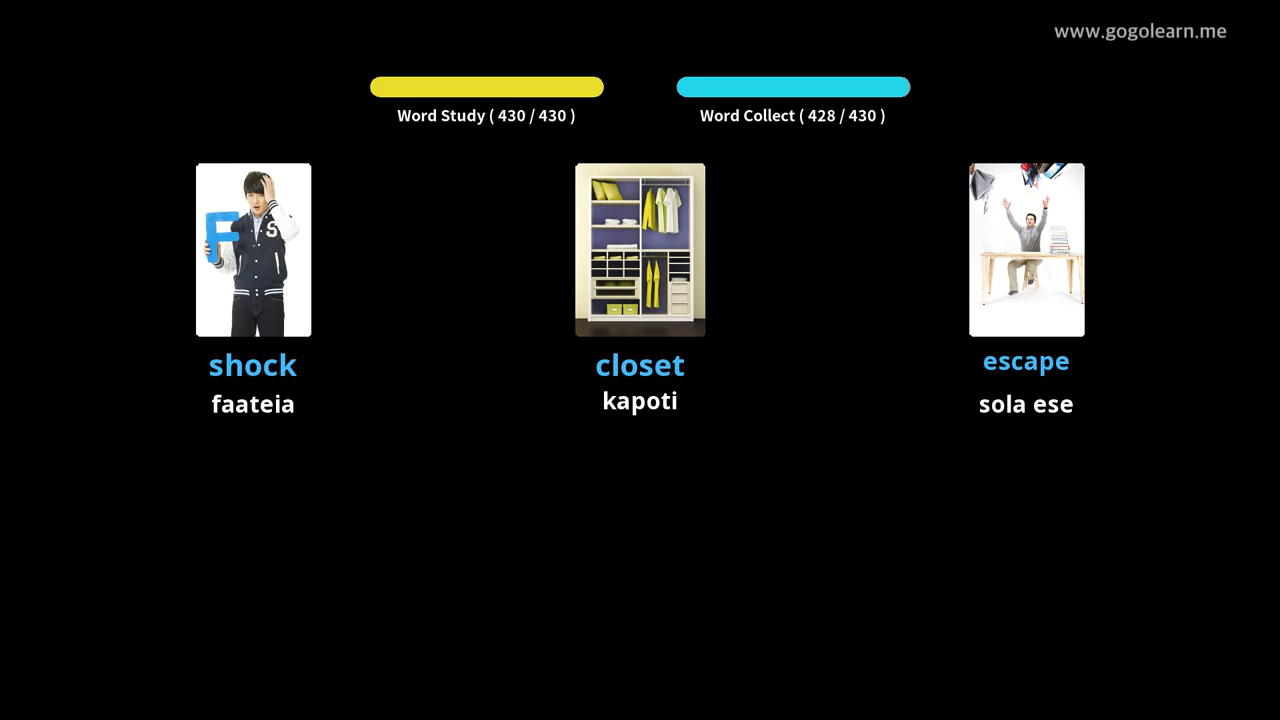 www.gogolearn.me
Word Study ( 430 / 430 )
Word Collect ( 428 / 430 )
F
S
shock
closet
escape
faateia
kapoti
sola ese